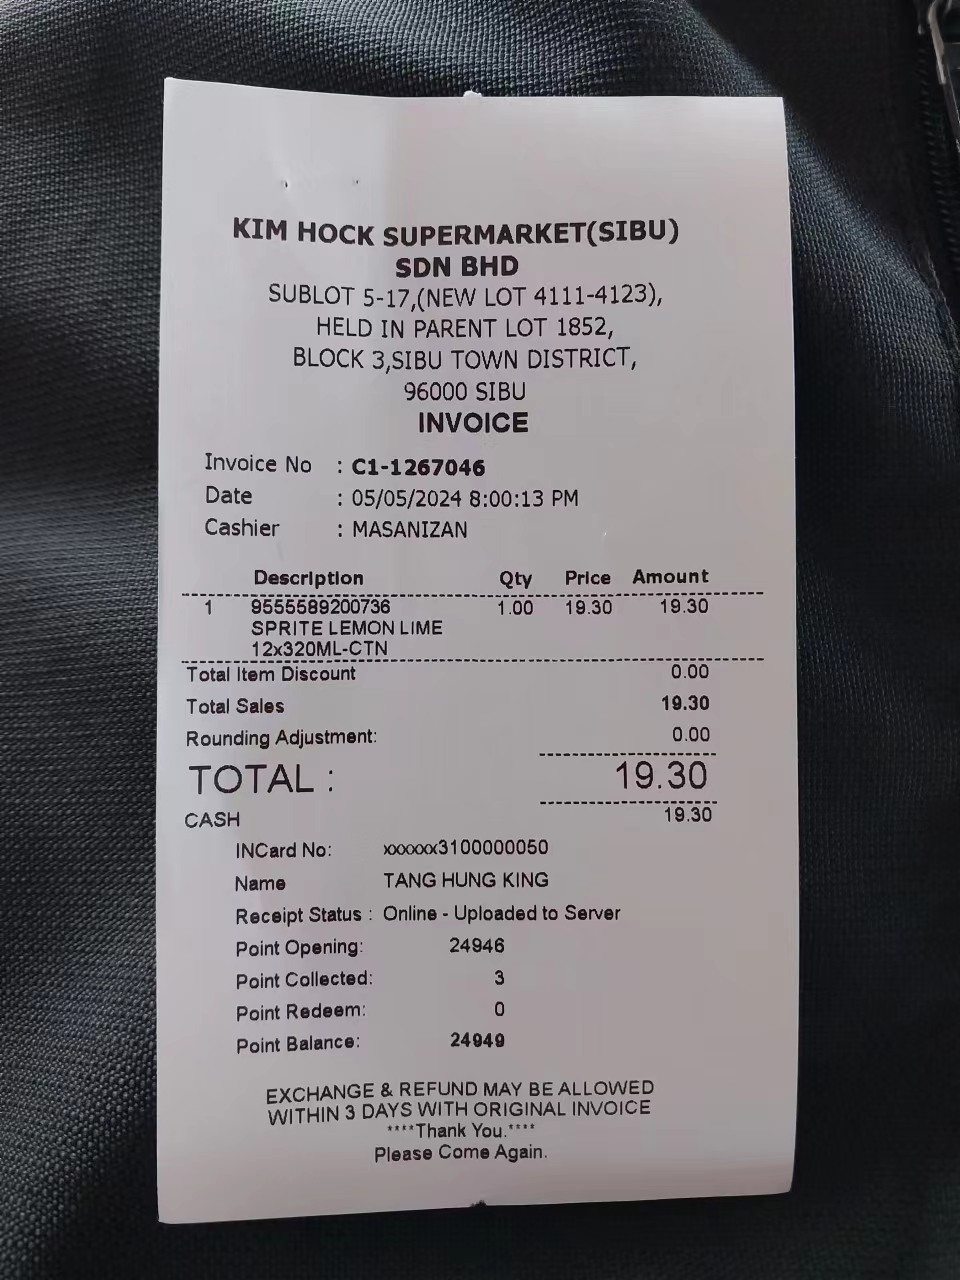 KIM HOCK SUPERMARKET(SIBU)
SDN BHD
SUBLOT 5-17,(NEW LOT 4111-4123),
HELD IN PARENT LOT 1852,
BLOCK 3,SIBU TOWN DISTRICT,
96000 SIBU
INVOICE
Invoice No : C1-1267046
Date : 05/05/2024 8:00:13 PM
Cashier : MASANIZAN
Description Qty Price Amount
1 9555589200736 1.00 19.30 19.30
SPRITE LEMON LIME
12x320ML-CTN
Total Item Discount 0.00
Total Sales 19.30
Rounding Adjustment: 0.00
TOTAL : 19.30
CASH 19.30
INCard No: xxxxxx3100000050
Name TANG HUNG KING
Receipt Status : Online - Uploaded to Server
Point Opening: 24946
Point Collected: 3
Point Redeem: 0
Point Balance: 24949
EXCHANGE & REFUND MAY BE ALLOWED
WITHIN 3 DAYS WITH ORIGINAL INVOICE
****Thank You.****
Please Come Again.